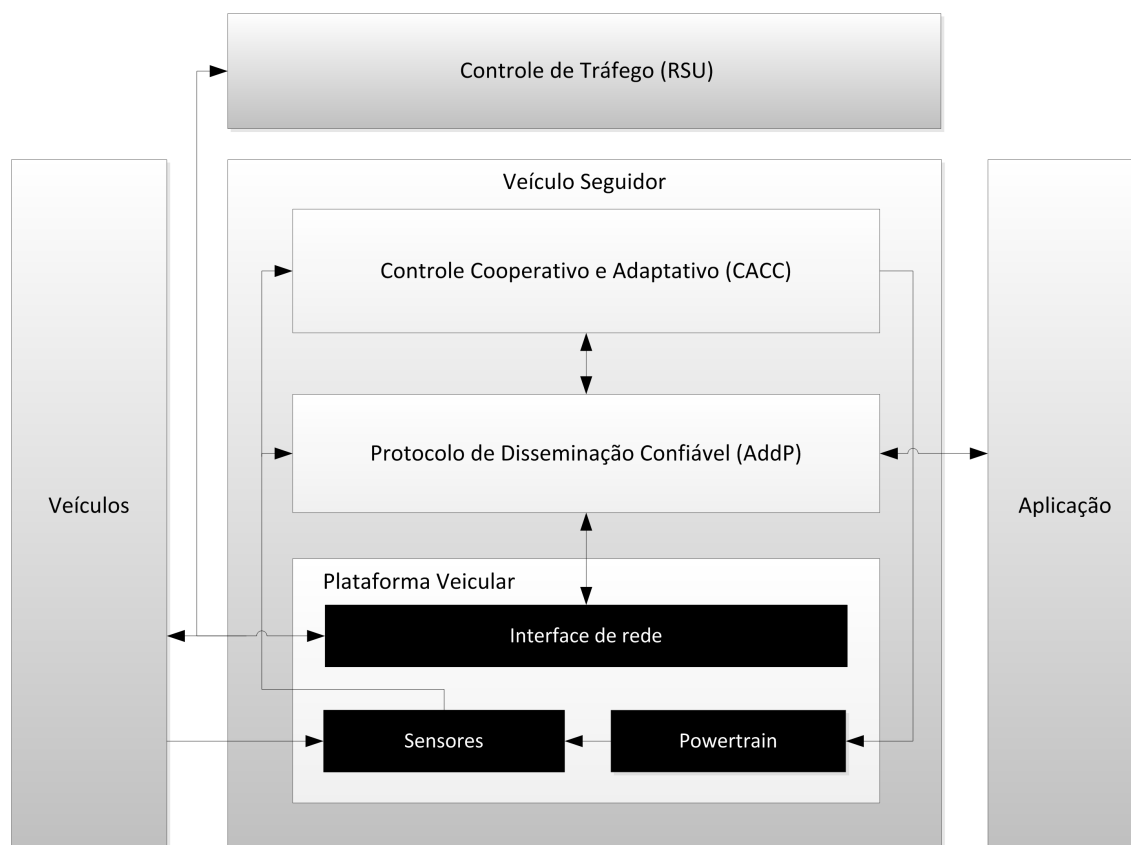 Controle de Tráfego (RSU)
Veículo Seguidor
Controle Cooperativo e Adaptativo (CACC)
Protocolo de Disseminação Confiável (AddP)
Veículos
Aplicação
Plataforma Veicular
Interface de rede
Sensores
Powertrain